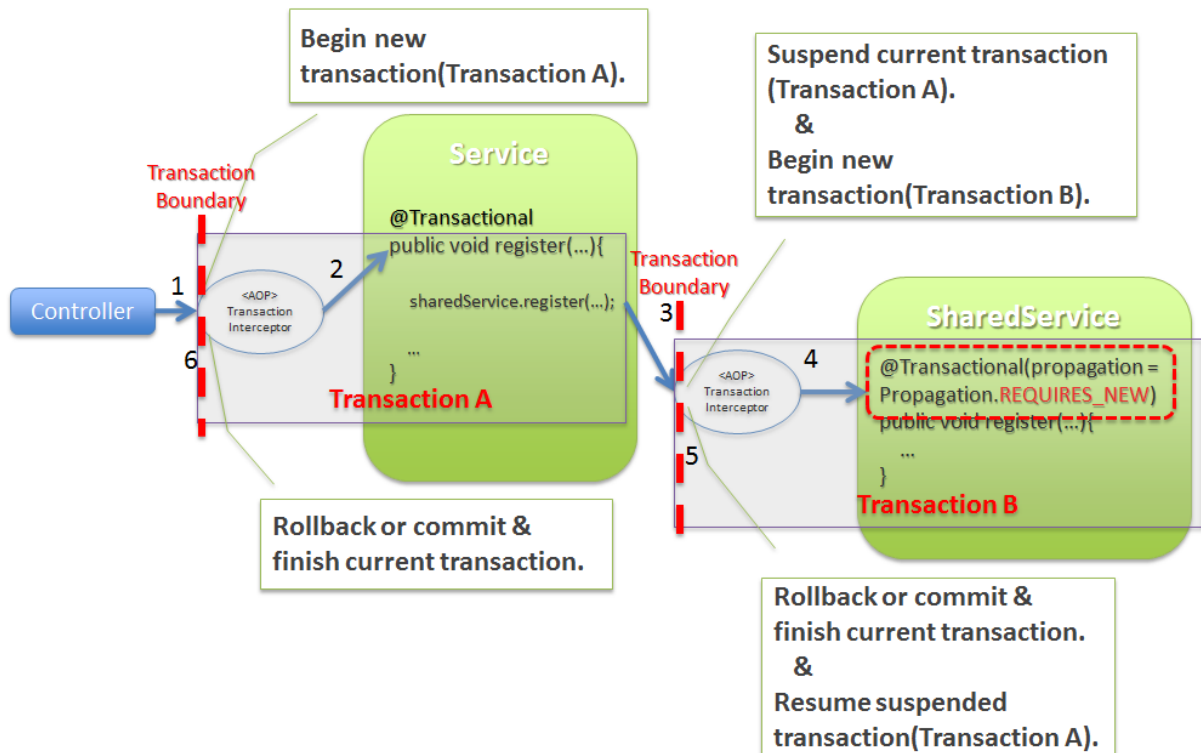 Begin new
transaction(Transaction A).
Suspend current transaction
(Transaction A).
&
Begin new
transaction(Transaction B).
Service
Transaction
Boundary
@Transactional
public void register(...){
sharedService.register(...);
...
}
Transaction A
1
2
<AOP>
Transaction
Interceptor
Controller
6
Transaction
Boundary
3
SharedService
4
<AOP>
Transaction
Interceptor
@Transactional(propagation =
Propagation.REQUIRES_NEW)
public void register(...){
...
}
Transaction B
5
Rollback or commit &
finish current transaction.
Rollback or commit &
finish current transaction.
&
Resume suspended
transaction(Transaction A).